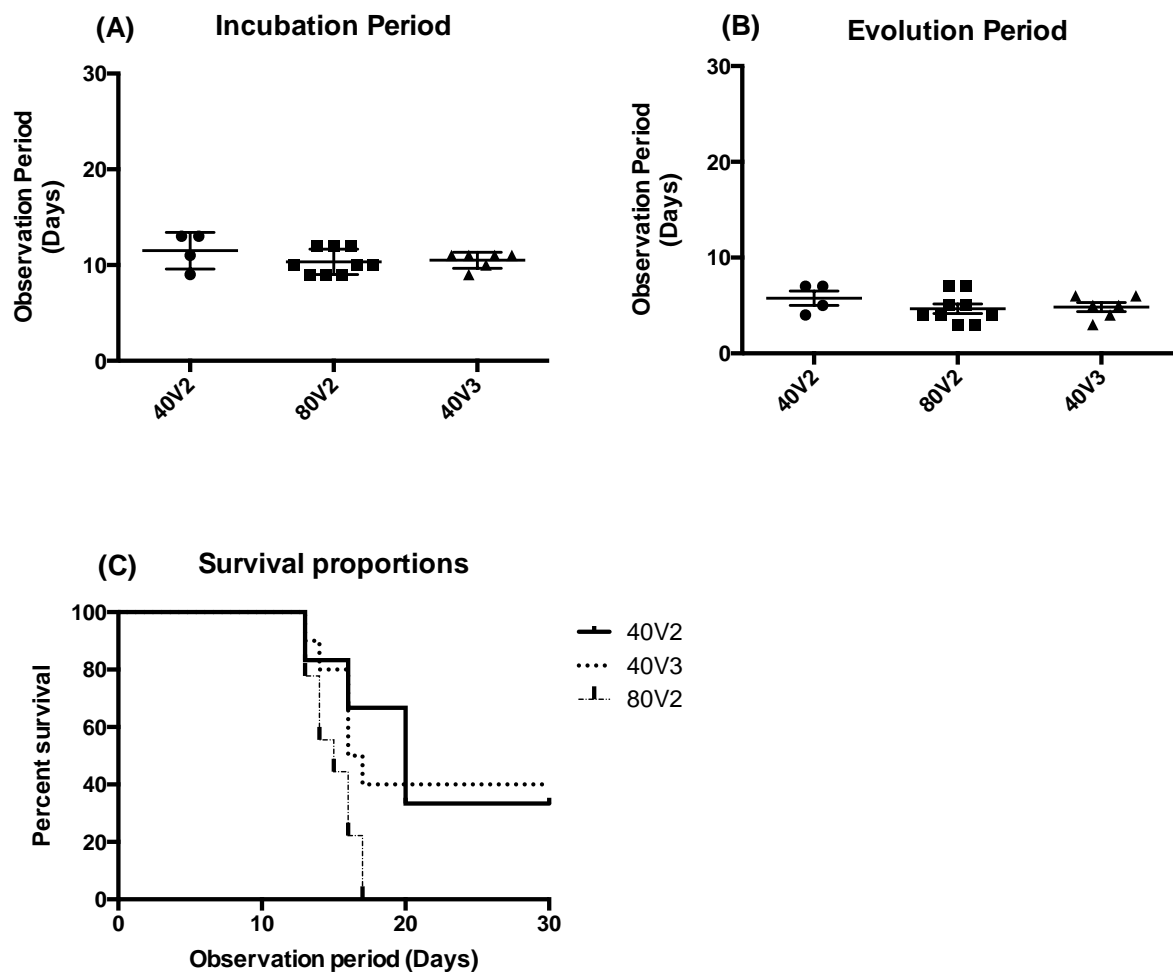 (A) Incubation Period
Observation Period
(Days)
30
20
10
0
40V2
80V2
40V3
(B) Evolution Period
Observation Period
(Days)
30
20
10
0
40V2
80V2
40V3
(C) Survival proportions
Percent survival
100
80
60
40
20
0
0 10 20 30
Observation period (Days)
40V2
40V3
80V2